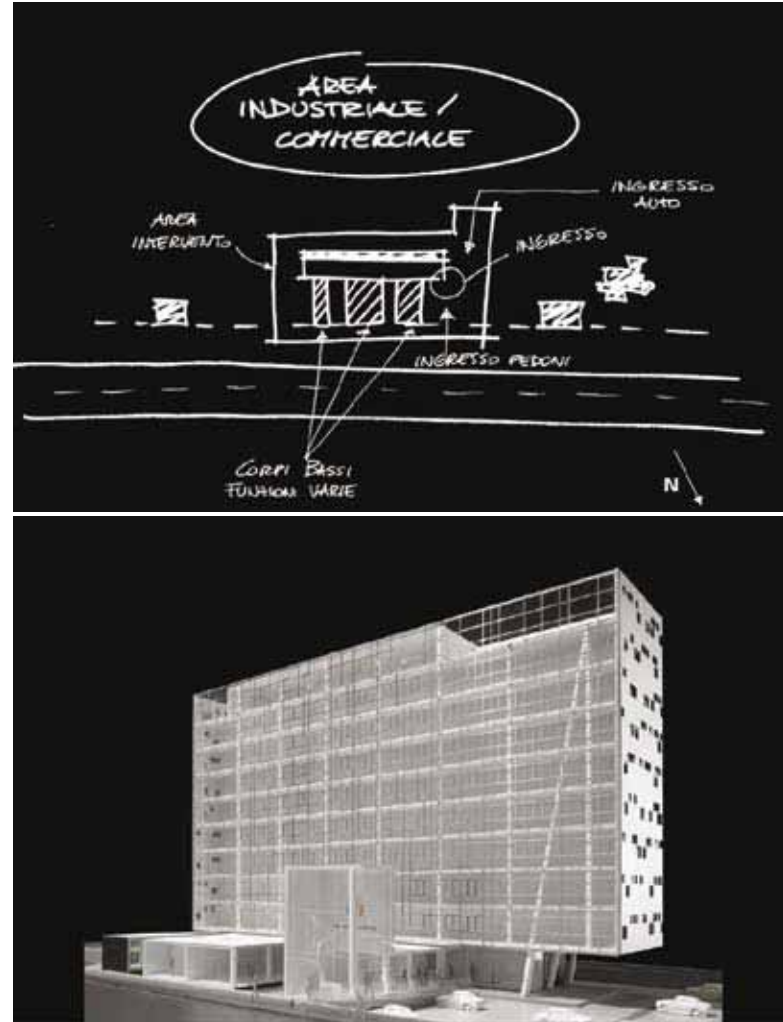 AREA
INDUSTRIALE /
COMMERCIALE
INGRESSO
AUTO
AREA
INTERVENTO
INGRESSO
INGRESSO PEDONI
CORPI BASSI
FUNZIONI VARIE
N